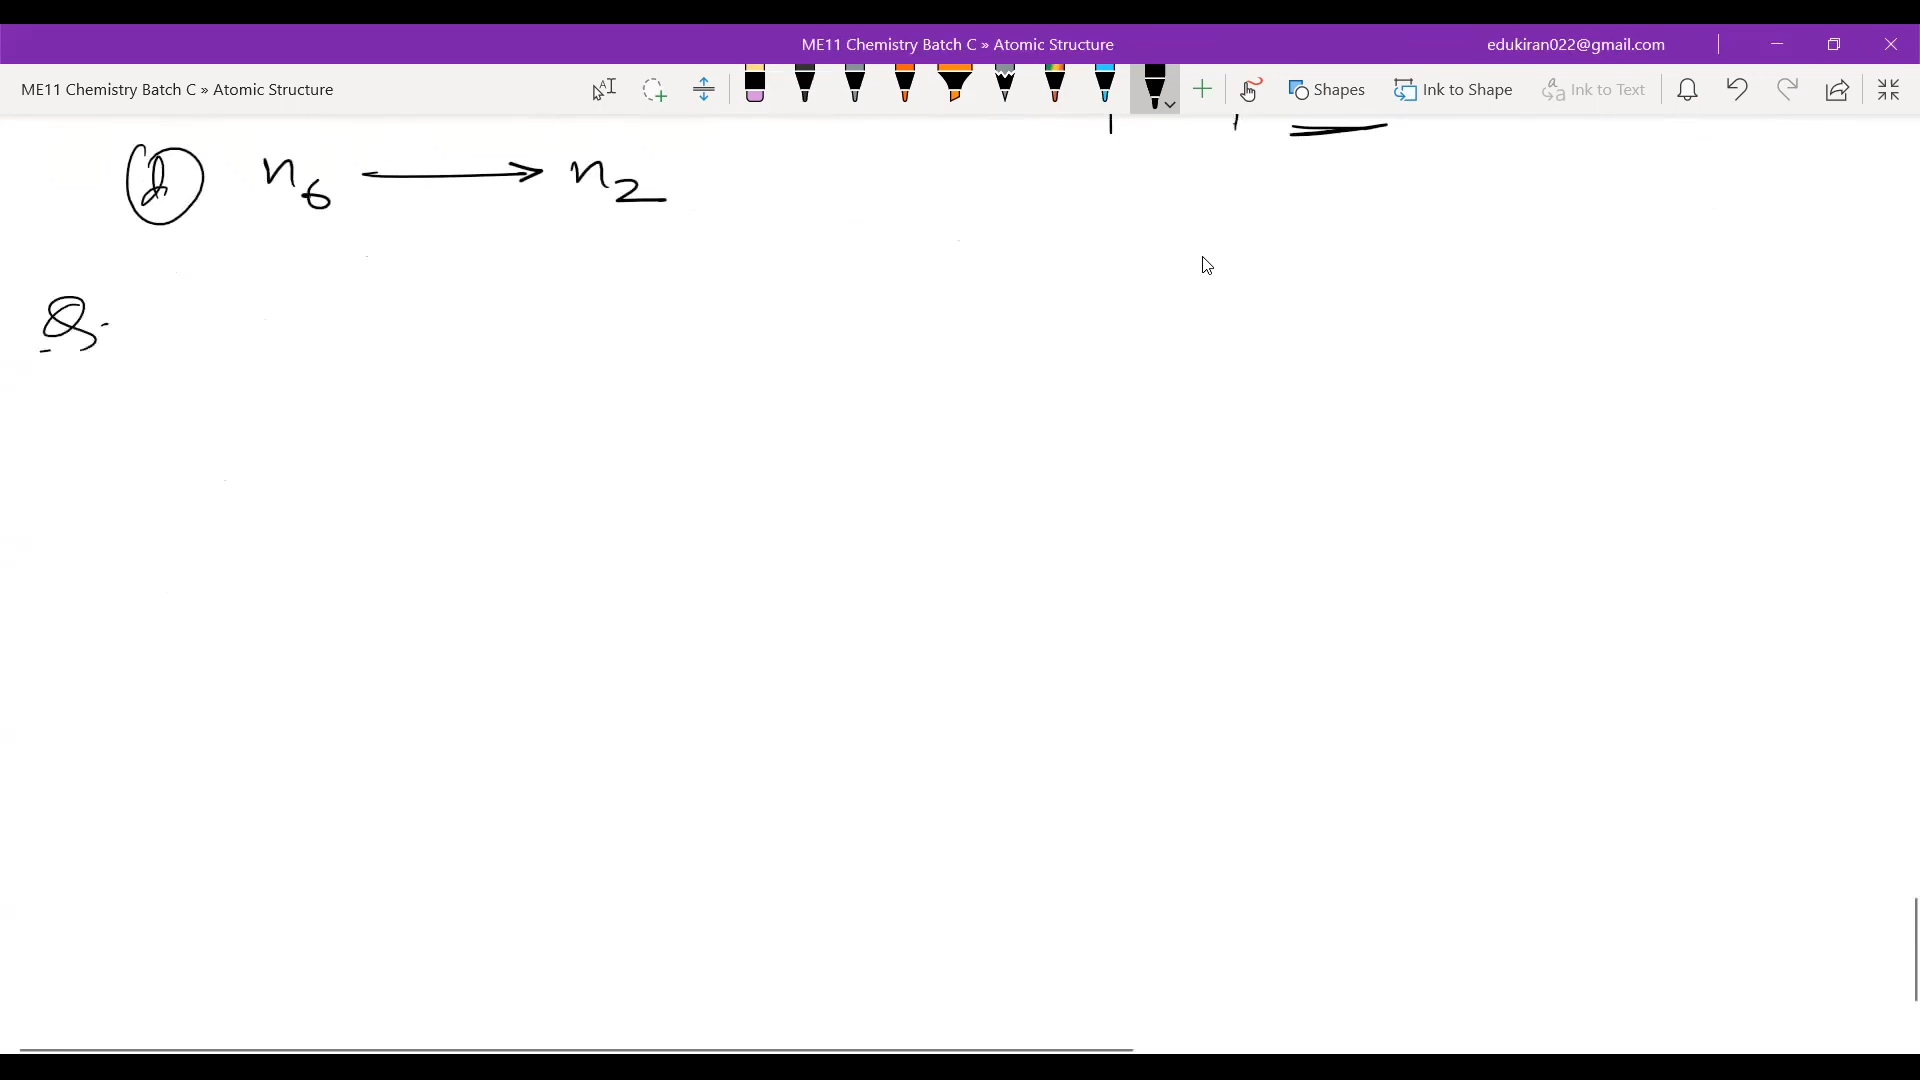 ME11 Chemistry Batch C » Atomic Structure
edukiran022@gmail.com
ME11 Chemistry Batch C » Atomic Structure
Shapes
Ink to Shape
Ink to Text
(d) n₆ ⟶ n₂
Q.